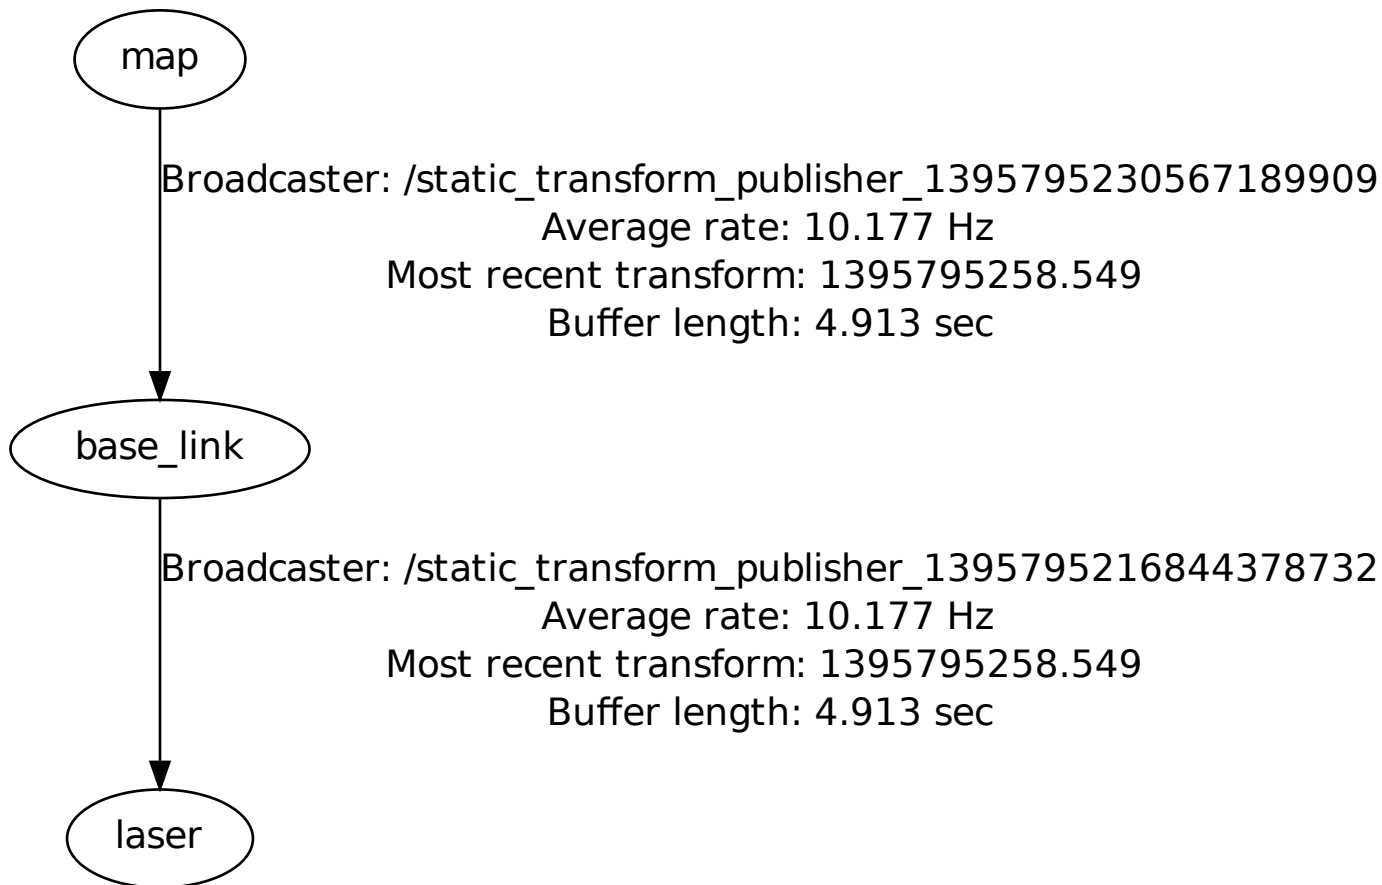 map
Broadcaster: /static_transform_publisher_1395795230567189909
Average rate: 10.177 Hz
Most recent transform: 1395795258.549
Buffer length: 4.913 sec
base_link
Broadcaster: /static_transform_publisher_1395795216844378732
Average rate: 10.177 Hz
Most recent transform: 1395795258.549
Buffer length: 4.913 sec
laser